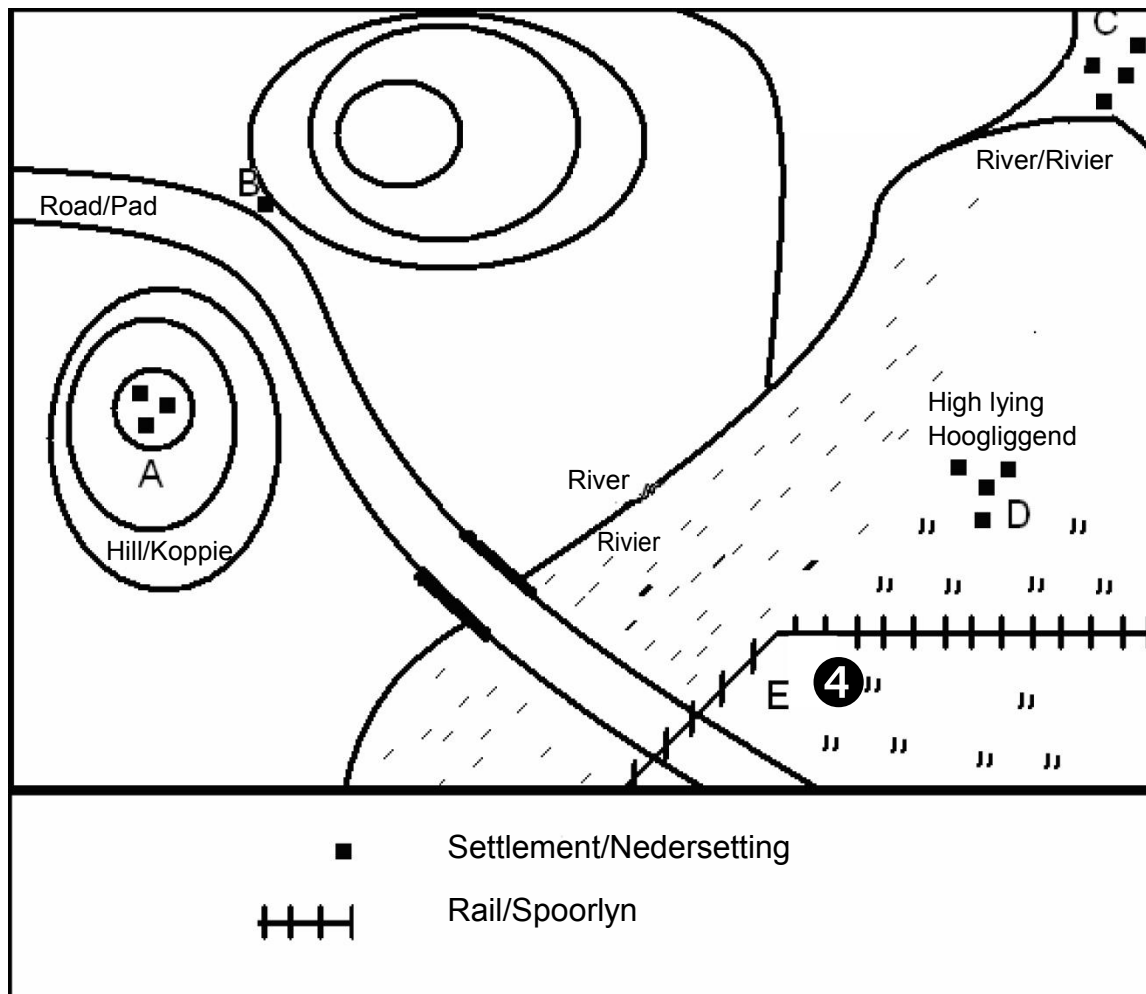 C
River/Rivier
B
Road/Pad
High lying
Hoogliggend
A
River
D
Rivier
Hill/Koppie
E
4
Settlement/Nedersetting
Rail/Spoorlyn